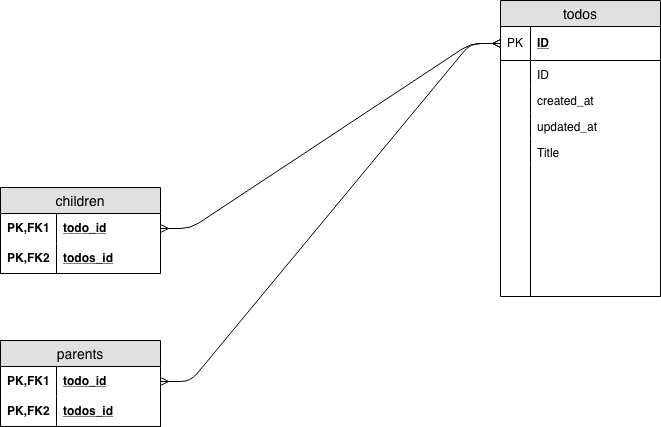 todos
PK ID
ID
created_at
updated_at
Title
children
PK,FK1 todo_id
PK,FK2 todos_id
parents
PK,FK1 todo_id
PK,FK2 todos_id